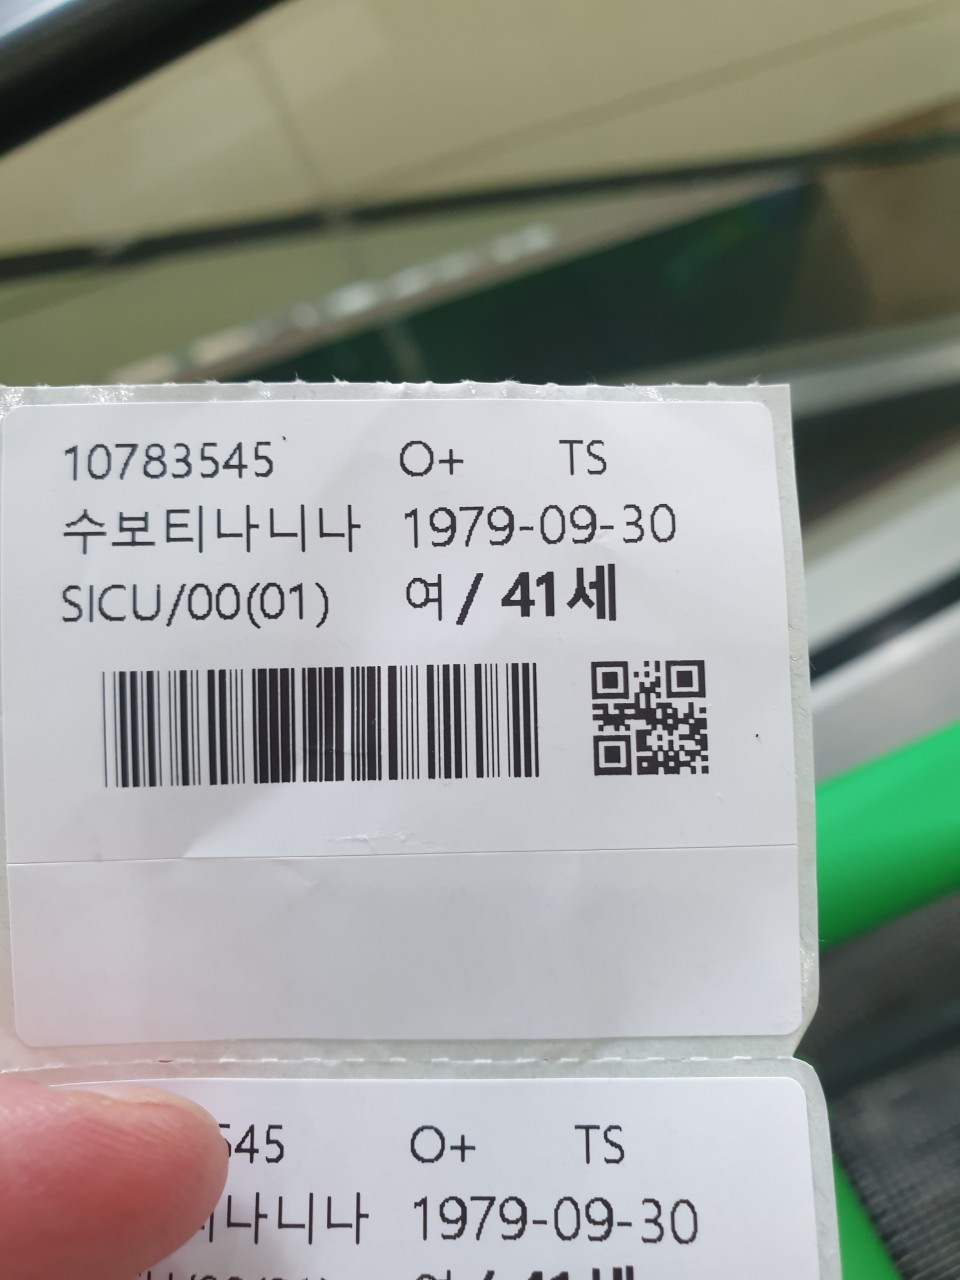 10783545 O+ TS
수보티나니나 1979-09-30
SICU/00(01) 여/ 41세
545 O+ TS
나니나 1979-09-30